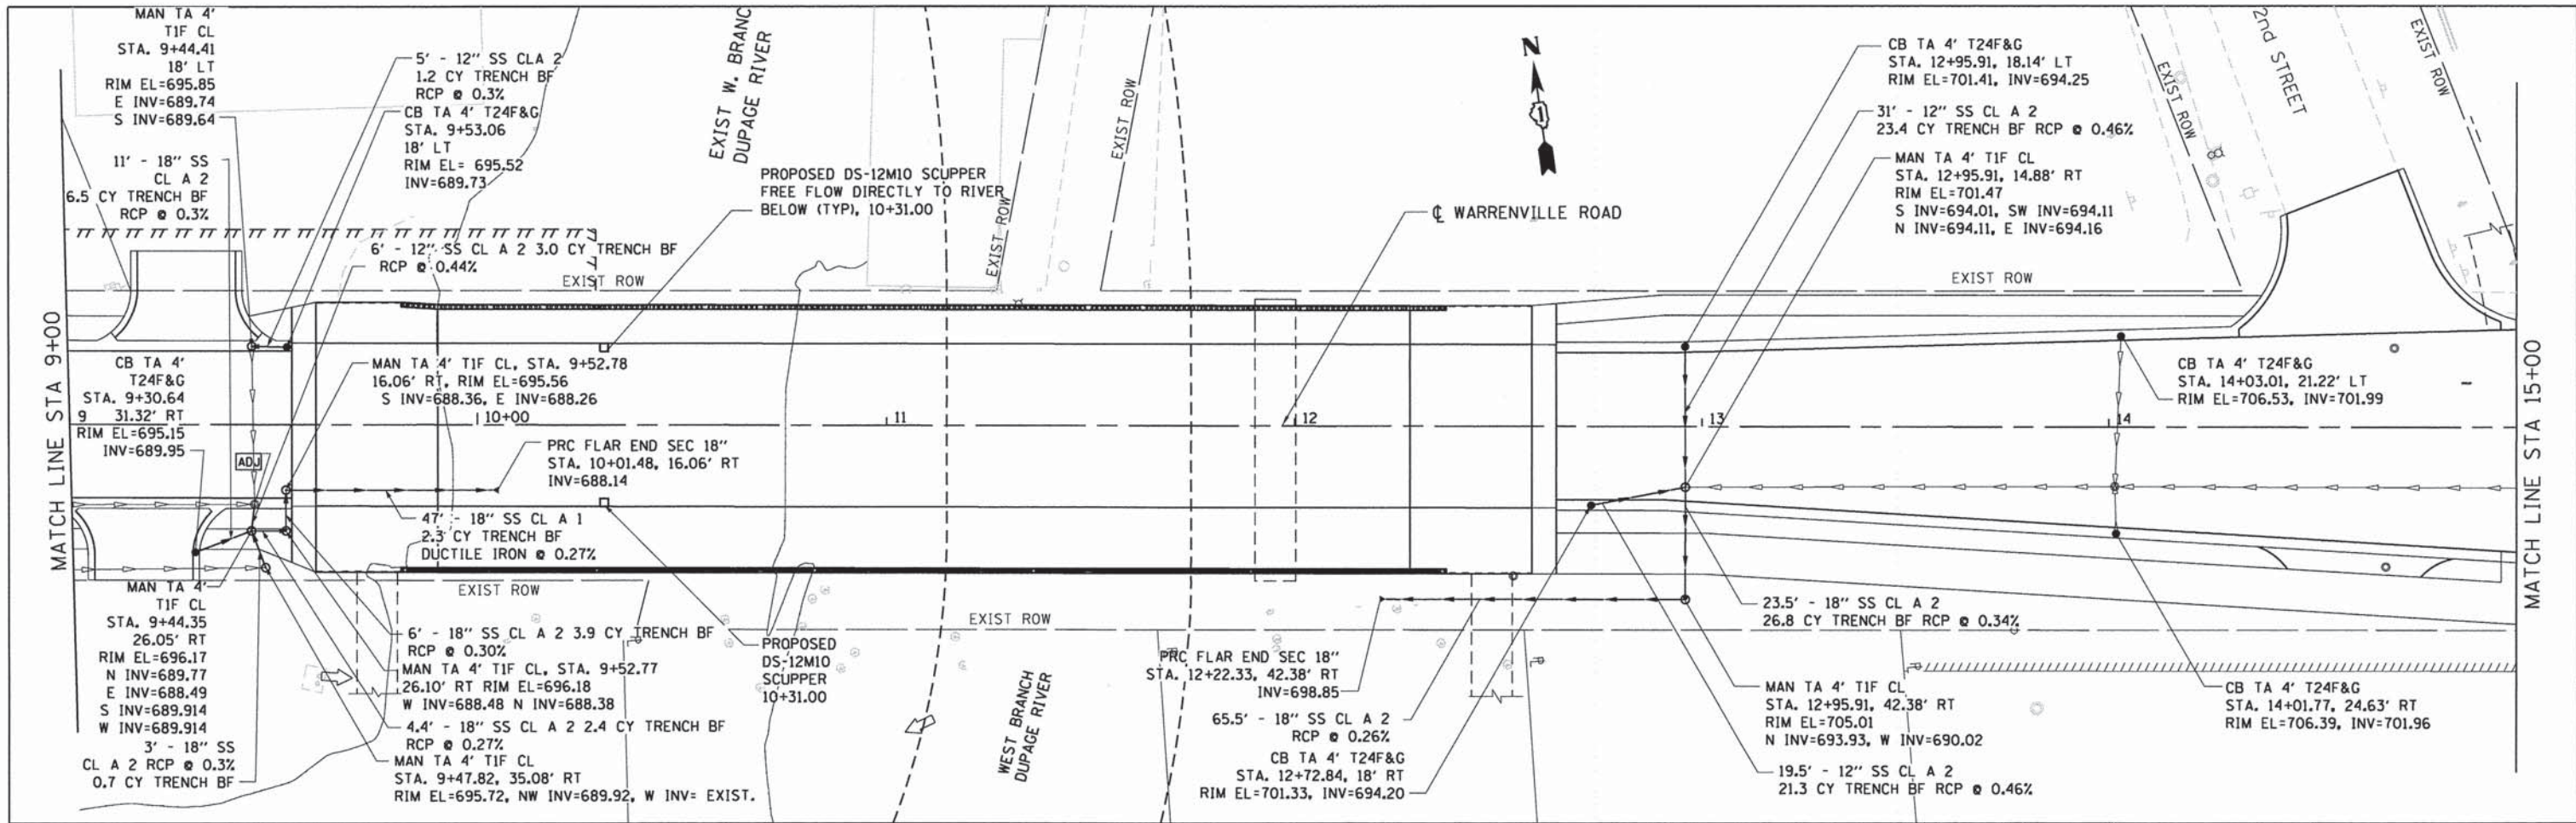 MAN TA 4'
T1F CL
STA. 9+44.41
18' LT
RIM EL=695.85
E INV=689.74
S INV=689.64
11' - 18" SS
CL A 2
6.5 CY TRENCH BF
RCP @ 0.3%
5' - 12" SS CLA 2
1.2 CY TRENCH BF
RCP @ 0.3%
CB TA 4' T24F&G
STA. 9+53.06
18' LT
RIM EL= 695.52
INV=689.73
6' - 12" SS CL A 2 3.0 CY TRENCH BF
RCP @ 0.44%
EXIST ROW
EXIST W. BRANC
DUPAGE RIVER
PROPOSED DS-12M10 SCUPPER
FREE FLOW DIRECTLY TO RIVER
BELOW (TYP), 10+31.00
EXIST ROW
EXIST ROW
N
1
℄ WARRENVILLE ROAD
CB TA 4' T24F&G
STA. 12+95.91, 18.14' LT
RIM EL=701.41, INV=694.25
31' - 12" SS CL A 2
23.4 CY TRENCH BF RCP @ 0.46%
MAN TA 4' T1F CL
STA. 12+95.91, 14.88' RT
RIM EL=701.47
S INV=694.01, SW INV=694.11
N INV=694.11, E INV=694.16
EXIST ROW
EXIST ROW
2nd STREET
EXIST ROW
MATCH LINE STA 9+00
CB TA 4'
T24F&G
STA. 9+30.64
9 31.32' RT
RIM EL=695.15
INV=689.95
ADJ
MAN TA 4' T1F CL, STA. 9+52.78
16.06' RT, RIM EL=695.56
S INV=688.36, E INV=688.26
10+00
11
12
13
14
PRC FLAR END SEC 18"
STA. 10+01.48, 16.06' RT
INV=688.14
47' - 18" SS CL A 1
2.3 CY TRENCH BF
DUCTILE IRON @ 0.27%
CB TA 4' T24F&G
STA. 14+03.01, 21.22' LT
RIM EL=706.53, INV=701.99
MATCH LINE STA 15+00
MAN TA 4'
T1F CL
STA. 9+44.35
26.05' RT
RIM EL=696.17
N INV=689.77
E INV=688.49
S INV=689.914
W INV=689.914
3' - 18" SS
CL A 2 RCP @ 0.3%
0.7 CY TRENCH BF
EXIST ROW
6' - 18" SS CL A 2 3.9 CY TRENCH BF
RCP @ 0.30%
MAN TA 4' T1F CL, STA. 9+52.77
26.10' RT RIM EL=696.18
W INV=688.48 N INV=688.38
4.4' - 18" SS CL A 2 2.4 CY TRENCH BF
RCP @ 0.27%
MAN TA 4' T1F CL
STA. 9+47.82, 35.08' RT
RIM EL=695.72, NW INV=689.92, W INV= EXIST.
PROPOSED
DS-12M10
SCUPPER
10+31.00
EXIST ROW
WEST BRANCH
DUPAGE RIVER
PRC FLAR END SEC 18"
STA. 12+22.33, 42.38' RT
INV=698.85
65.5' - 18" SS CL A 2
RCP @ 0.26%
CB TA 4' T24F&G
STA. 12+72.84, 18' RT
RIM EL=701.33, INV=694.20
23.5' - 18" SS CL A 2
26.8 CY TRENCH BF RCP @ 0.34%
MAN TA 4' T1F CL
STA. 12+95.91, 42.38' RT
RIM EL=705.01
N INV=693.93, W INV=690.02
19.5' - 12" SS CL A 2
21.3 CY TRENCH BF RCP @ 0.46%
CB TA 4' T24F&G
STA. 14+01.77, 24.63' RT
RIM EL=706.39, INV=701.96